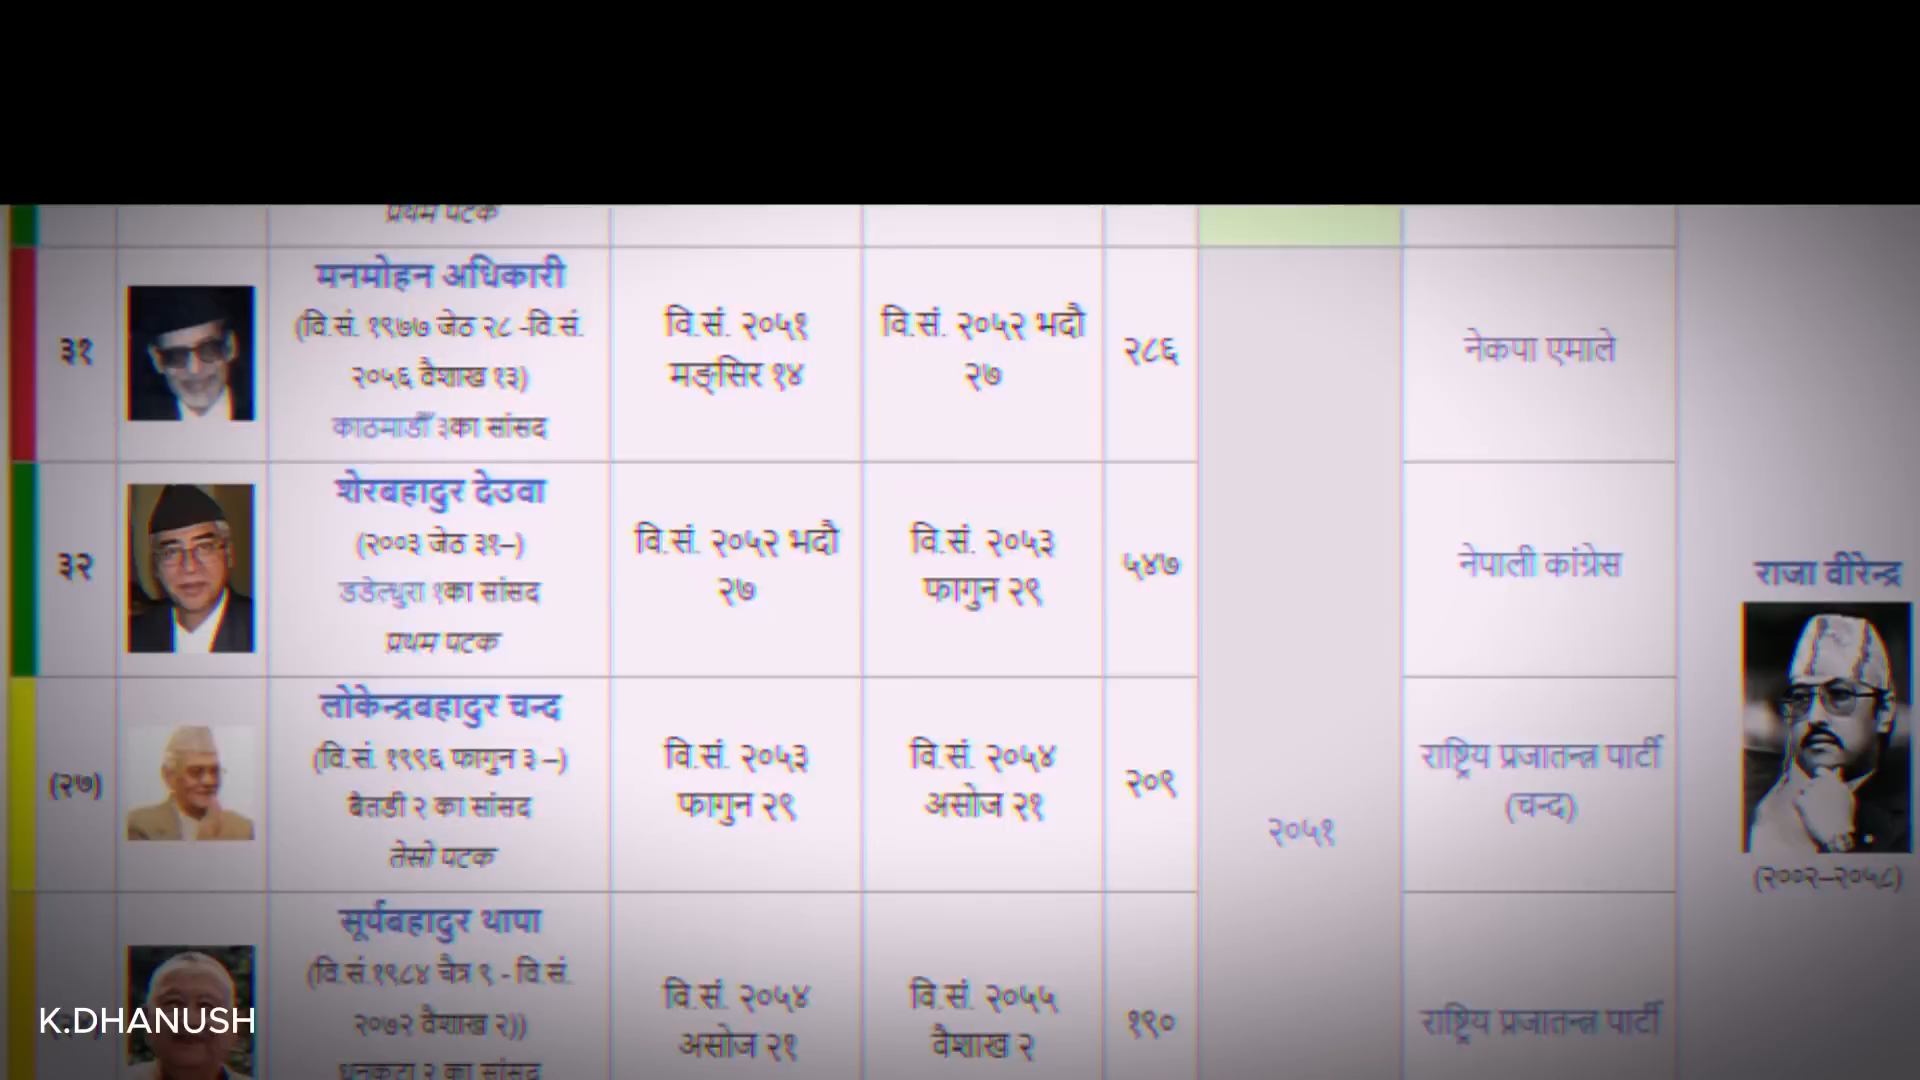 प्रथम पटक
३१
मनमोहन अधिकारी
(वि.सं. १९७७ जेठ २८ -वि.सं.
२०५६ वैशाख १३)
काठमाडौँ ३का सांसद
वि.सं. २०५१
मङ्सिर १४
वि.सं. २०५२ भदौ
२७
२८६
नेकपा एमाले
३२
शेरबहादुर देउवा
(२००३ जेठ ३१–)
डडेल्धुरा १का सांसद
प्रथम पटक
वि.सं. २०५२ भदौ
२७
वि.सं. २०५३
फागुन २९
५४७
नेपाली कांग्रेस
(२७)
लोकेन्द्रबहादुर चन्द
(वि.सं. १९९६ फागुन ३ –)
बैतडी २ का सांसद
तेस्रो पटक
वि.सं. २०५३
फागुन २९
वि.सं. २०५४
असोज २१
२०९
२०५१
राष्ट्रिय प्रजातन्त्र पार्टी
(चन्द)
राजा वीरेन्द्र
(२००२–२०५८)
सूर्यबहादुर थापा
(वि.सं.१९८४ चैत्र ९ - वि.सं.
२०७२ वैशाख २))
धनकुटा २ का सांसद
वि.सं. २०५४
असोज २१
वि.सं. २०५५
वैशाख २
१९०
राष्ट्रिय प्रजातन्त्र पार्टी
K.DHANUSH